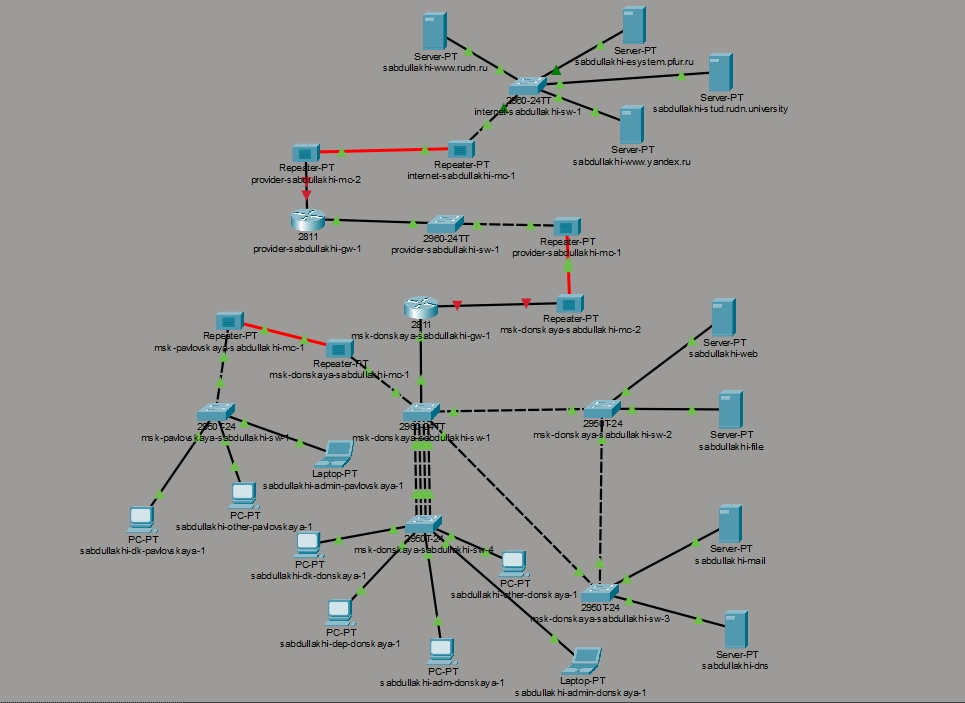 Server-PT
sabdullakhi-www.rudn.ru
Server-PT
sabdullakhi-esystem.pfur.ru
Server-PT
sabdullakhi-stud.rudn.university
2960-24TT
internet-sabdullakhi-sw-1
Server-PT
sabdullakhi-www.yandex.ru
Repeater-PT
provider-sabdullakhi-mc-2
Repeater-PT
internet-sabdullakhi-mc-1
2811
provider-sabdullakhi-gw-1
2960-24TT
provider-sabdullakhi-sw-1
Repeater-PT
provider-sabdullakhi-mc-1
2811
msk-donskaya-sabdullakhi-gw-1
Repeater-PT
msk-donskaya-sabdullakhi-mc-2
Repeater-PT
msk-pavlovskaya-sabdullakhi-mc-1
Repeater-PT
msk-donskaya-sabdullakhi-mc-1
Server-PT
sabdullakhi-web
2950T-24
msk-pavlovskaya-sabdullakhi-sw-1
2960-24TT
msk-donskaya-sabdullakhi-sw-1
2950T-24
msk-donskaya-sabdullakhi-sw-2
Server-PT
sabdullakhi-file
Laptop-PT
sabdullakhi-admin-pavlovskaya-1
PC-PT
sabdullakhi-other-pavlovskaya-1
PC-PT
sabdullakhi-dk-pavlovskaya-1
2950T-24
msk-donskaya-sabdullakhi-sw-4
PC-PT
sabdullakhi-dk-donskaya-1
PC-PT
sabdullakhi-other-donskaya-1
Server-PT
sabdullakhi-mail
2950T-24
msk-donskaya-sabdullakhi-sw-3
PC-PT
sabdullakhi-dep-donskaya-1
PC-PT
sabdullakhi-adm-donskaya-1
Laptop-PT
sabdullakhi-admin-donskaya-1
Server-PT
sabdullakhi-dns